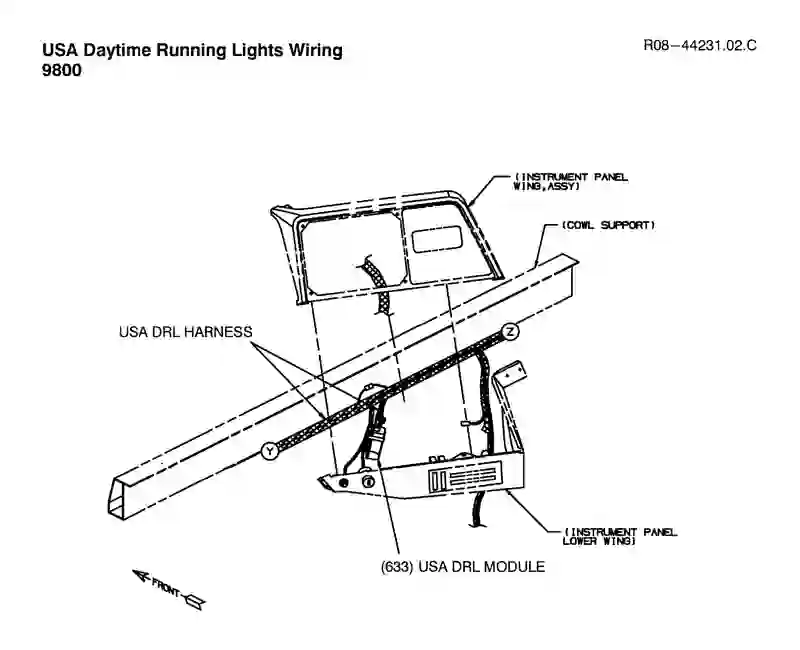 USA Daytime Running Lights Wiring
9800
R08-44231.02.C
(INSTRUMENT PANEL
WING,ASSY)
(COWL SUPPORT)
USA DRL HARNESS
Z
Y
(INSTRUMENT PANEL
LOWER WING)
(633) USA DRL MODULE
FRONT